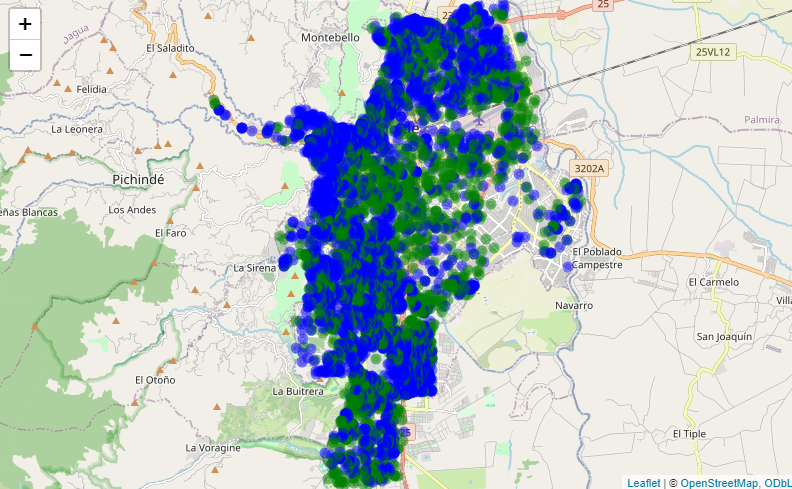 +
−
El Saladito
Jagua
Montebello
25
25VL12
Felidia
La Leonera
Palmira
Pichindé
3202A
eñas Blancas
Los Andes
El Faro
La Sirena
El Poblado
Campestre
El Carmelo
Navarro
Villa
San Joaquín
El Otoño
La Buitrera
La Voragine
25
El Tiple
Leaflet | © OpenStreetMap, ODbL